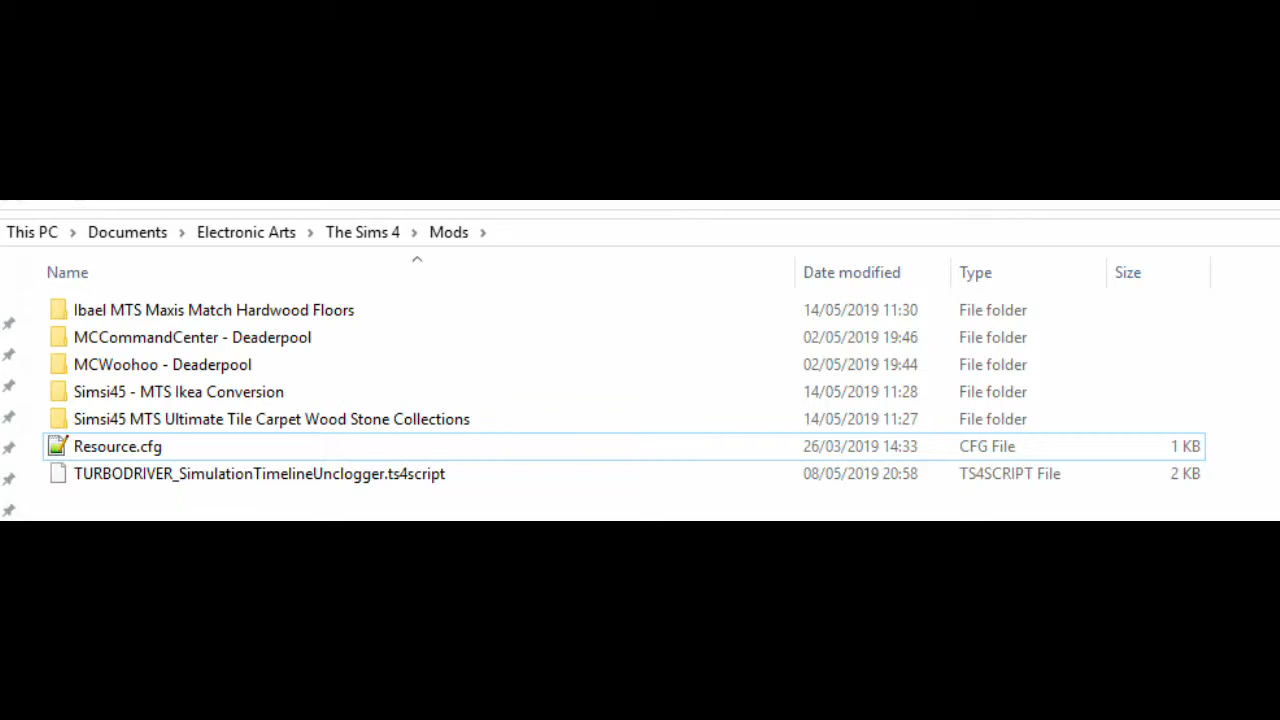 This PC > Documents > Electronic Arts > The Sims 4 > Mods >
Name Date modified Type Size
Ibael MTS Maxis Match Hardwood Floors 14/05/2019 11:30 File folder
MCCommandCenter - Deaderpool 02/05/2019 19:46 File folder
MCWoohoo - Deaderpool 02/05/2019 19:44 File folder
Simsi45 - MTS Ikea Conversion 14/05/2019 11:28 File folder
Simsi45 MTS Ultimate Tile Carpet Wood Stone Collections 14/05/2019 11:27 File folder
Resource.cfg 26/03/2019 14:33 CFG File 1 KB
TURBODRIVER_SimulationTimelineUnclogger.ts4script 08/05/2019 20:58 TS4SCRIPT File 2 KB